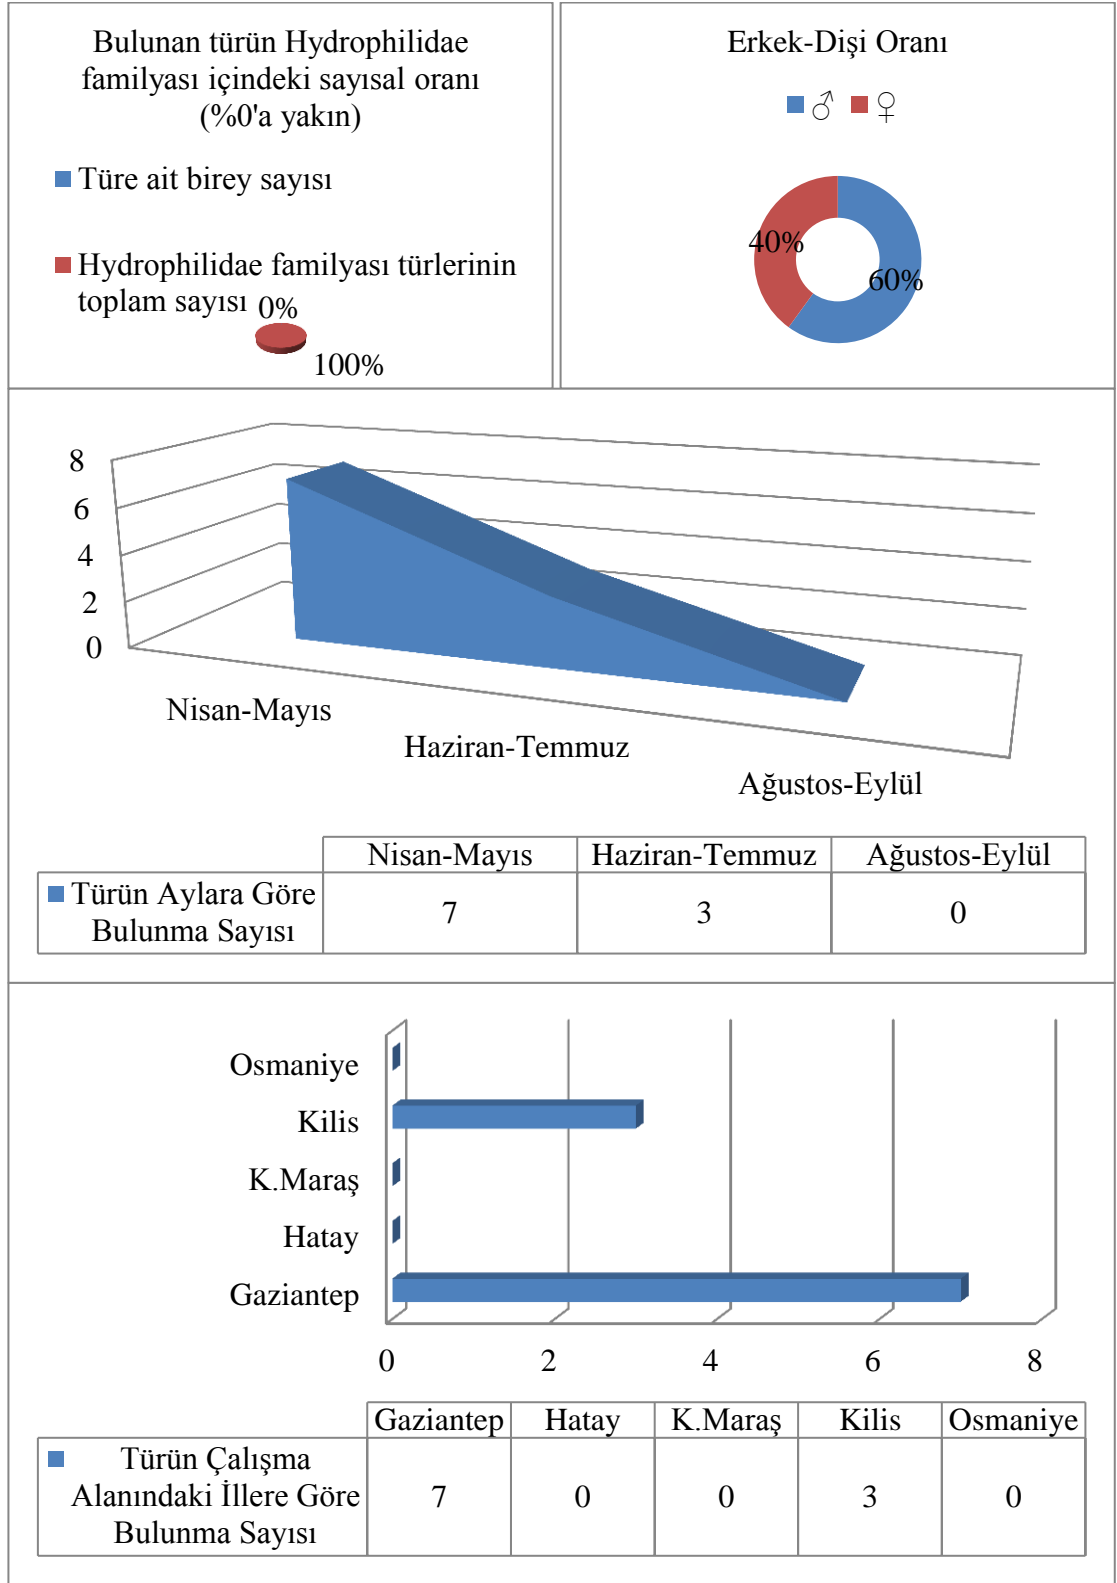 Bulunan türün Hydrophilidae
familyası içindeki sayısal oranı
(%0'a yakın)
Türe ait birey sayısı
Hydrophilidae familyası türlerinin
toplam sayısı
0%
100%
Erkek-Dişi Oranı
♂ ♀
40%
60%
8
6
4
2
0
Nisan-Mayıs
Haziran-Temmuz
Ağustos-Eylül
Nisan-Mayıs Haziran-Temmuz Ağustos-Eylül
Türün Aylara Göre
Bulunma Sayısı
7 3 0
Osmaniye
Kilis
K.Maraş
Hatay
Gaziantep
0 2 4 6 8
Gaziantep Hatay K.Maraş Kilis Osmaniye
Türün Çalışma
Alanındaki İllere Göre
Bulunma Sayısı
7 0 0 3 0